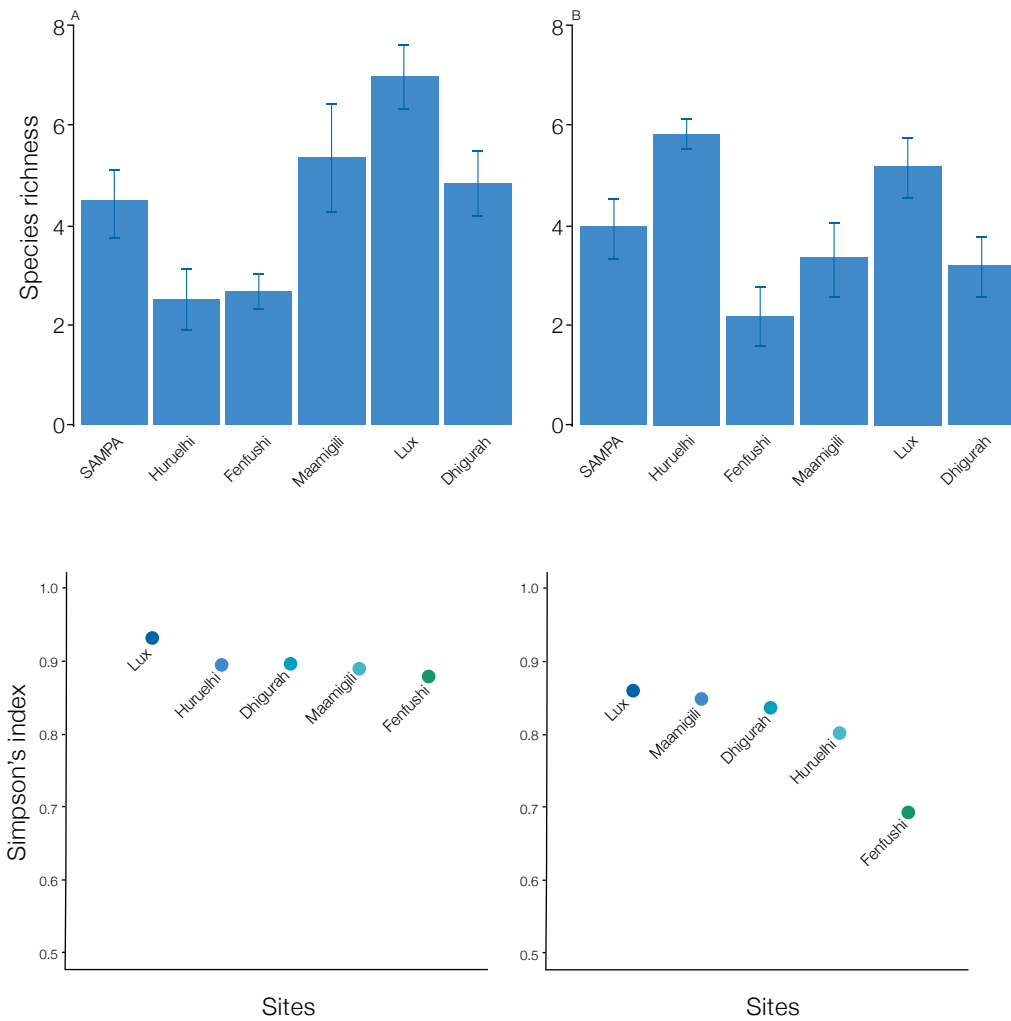 A
Species richness
8
6
4
2
0
SAMPA
Huruelhi
Fenfushi
Maamigili
Lux
Dhigurah
B
8
6
4
2
0
SAMPA
Huruelhi
Fenfushi
Maamigili
Lux
Dhigurah
Simpson's index
1.0
0.9
0.8
0.7
0.6
0.5
Lux
Huruelhi
Dhigurah
Maamigili
Fenfushi
Sites
1.0
0.9
0.8
0.7
0.6
0.5
Lux
Maamigili
Dhigurah
Huruelhi
Fenfushi
Sites